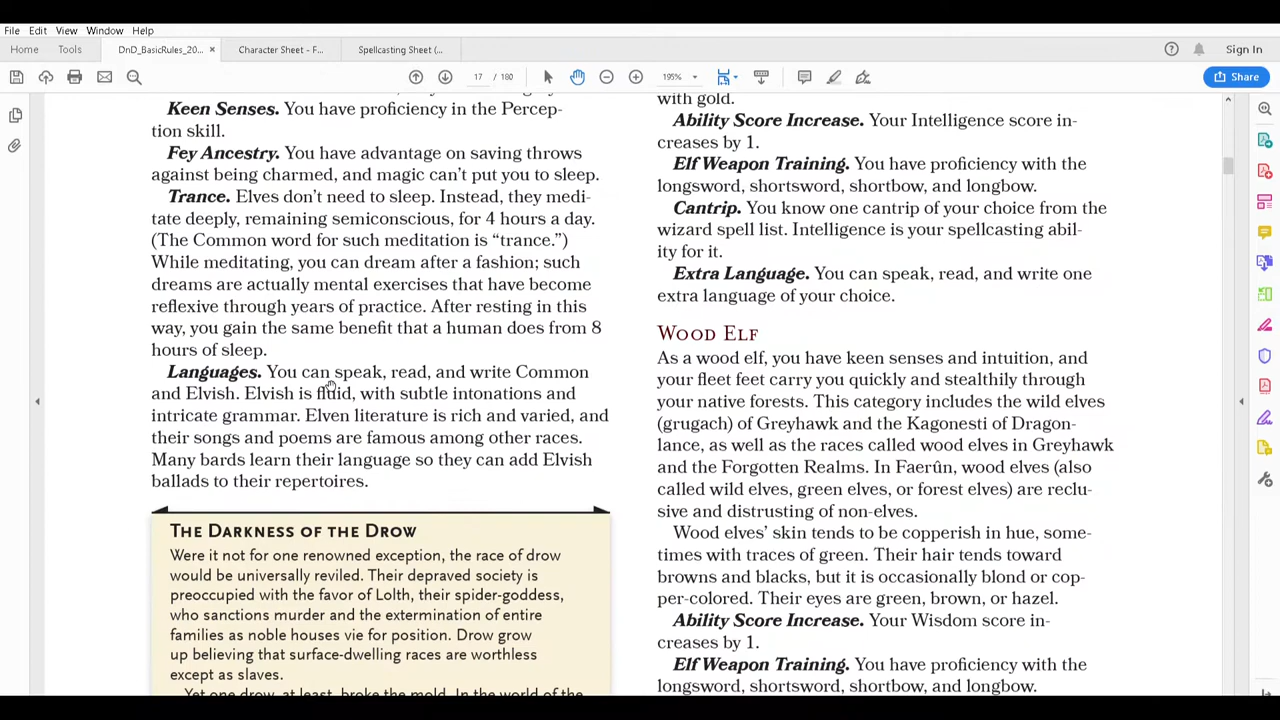 File Edit View Window Help
Home Tools DnD_BasicRules_20... × Character Sheet - F... Spellcasting Sheet (... Sign In
17 / 180 195% Share
Keen Senses. You have proficiency in the Percep-
tion skill.
Fey Ancestry. You have advantage on saving throws
against being charmed, and magic can't put you to sleep.
Trance. Elves don't need to sleep. Instead, they medi-
tate deeply, remaining semiconscious, for 4 hours a day.
(The Common word for such meditation is “trance.”)
While meditating, you can dream after a fashion; such
dreams are actually mental exercises that have become
reflexive through years of practice. After resting in this
way, you gain the same benefit that a human does from 8
hours of sleep.
Languages. You can speak, read, and write Common
and Elvish. Elvish is fluid, with subtle intonations and
intricate grammar. Elven literature is rich and varied, and
their songs and poems are famous among other races.
Many bards learn their language so they can add Elvish
ballads to their repertoires.
The Darkness of the Drow
Were it not for one renowned exception, the race of drow
would be universally reviled. Their depraved society is
preoccupied with the favor of Lolth, their spider-goddess,
who sanctions murder and the extermination of entire
families as noble houses vie for position. Drow grow
up believing that surface-dwelling races are worthless
except as slaves.
Yet one drow, at least, broke the mold. In the world of the
with gold.
Ability Score Increase. Your Intelligence score in-
creases by 1.
Elf Weapon Training. You have proficiency with the
longsword, shortsword, shortbow, and longbow.
Cantrip. You know one cantrip of your choice from the
wizard spell list. Intelligence is your spellcasting abil-
ity for it.
Extra Language. You can speak, read, and write one
extra language of your choice.
Wood Elf
As a wood elf, you have keen senses and intuition, and
your fleet feet carry you quickly and stealthily through
your native forests. This category includes the wild elves
(grugach) of Greyhawk and the Kagonesti of Dragon-
lance, as well as the races called wood elves in Greyhawk
and the Forgotten Realms. In Faerûn, wood elves (also
called wild elves, green elves, or forest elves) are reclu-
sive and distrusting of non-elves.
Wood elves' skin tends to be copperish in hue, some-
times with traces of green. Their hair tends toward
browns and blacks, but it is occasionally blond or cop-
per-colored. Their eyes are green, brown, or hazel.
Ability Score Increase. Your Wisdom score in-
creases by 1.
Elf Weapon Training. You have proficiency with the
longsword, shortsword, shortbow, and longbow.